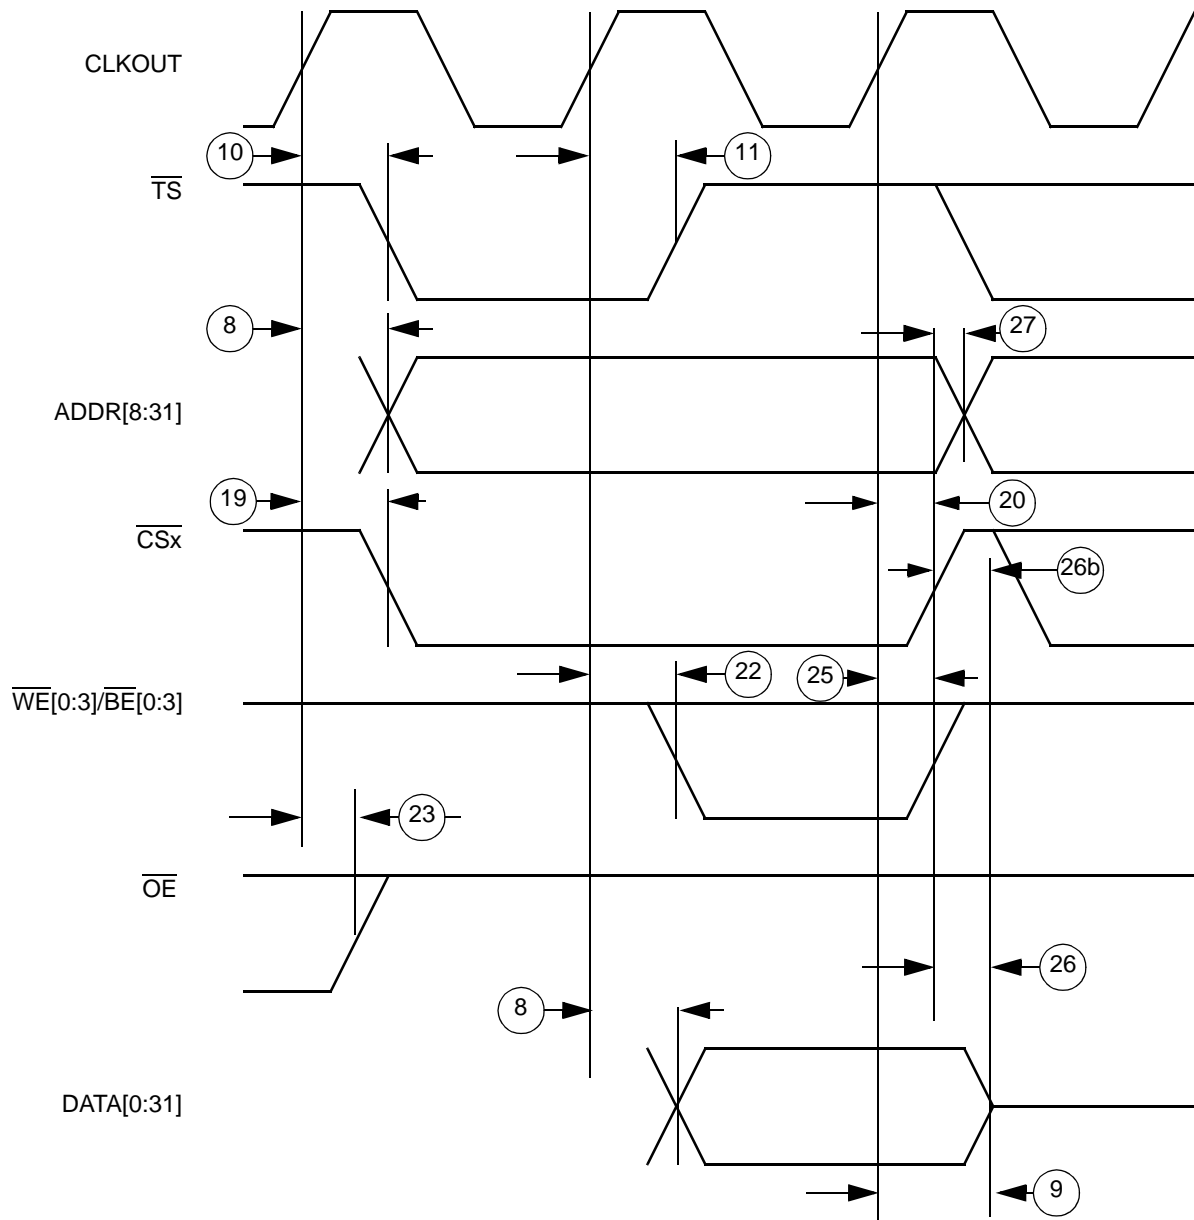 CLKOUT
10
11
TS
8
27
ADDR[8:31]
19
20
CSx
26b
22
25
WE[0:3]/BE[0:3]
23
OE
26
8
DATA[0:31]
9